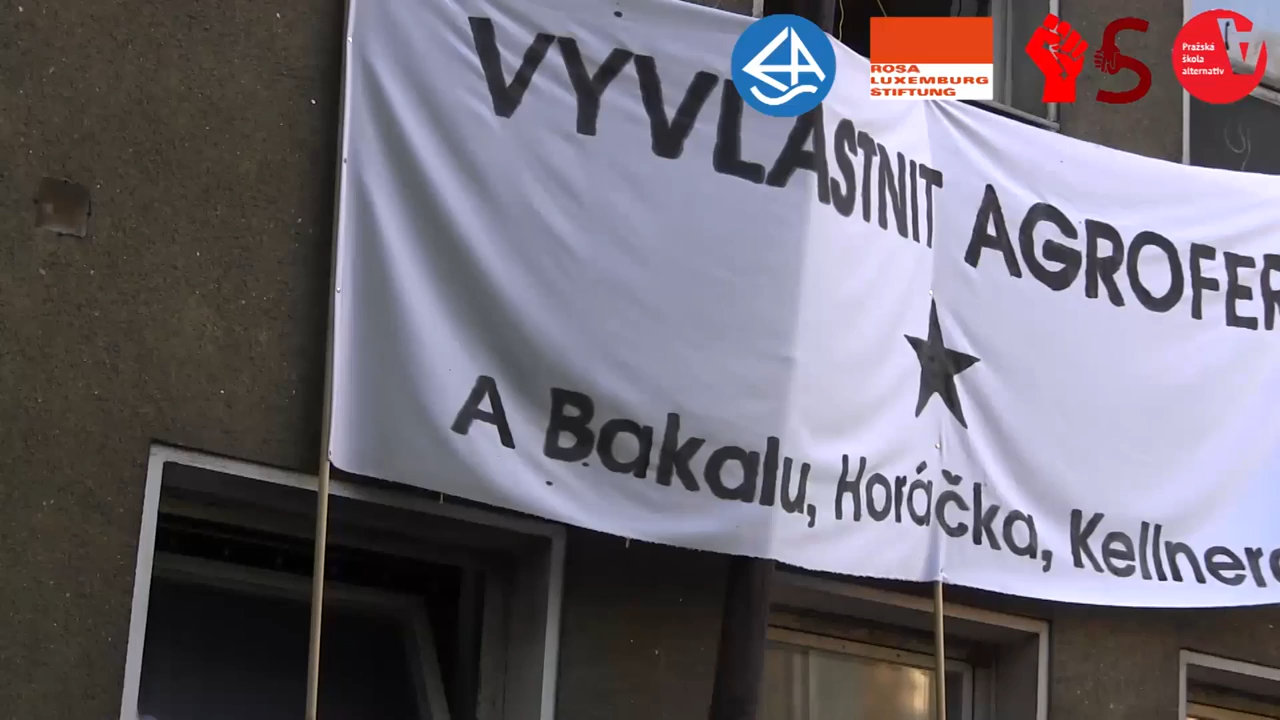 VYVLASTNIT AGROFER
A Bakalu, Horáčka, Kellnera
ROSA
LUXEMBURG
STIFTUNG
S
Pražská
škola
alternativ